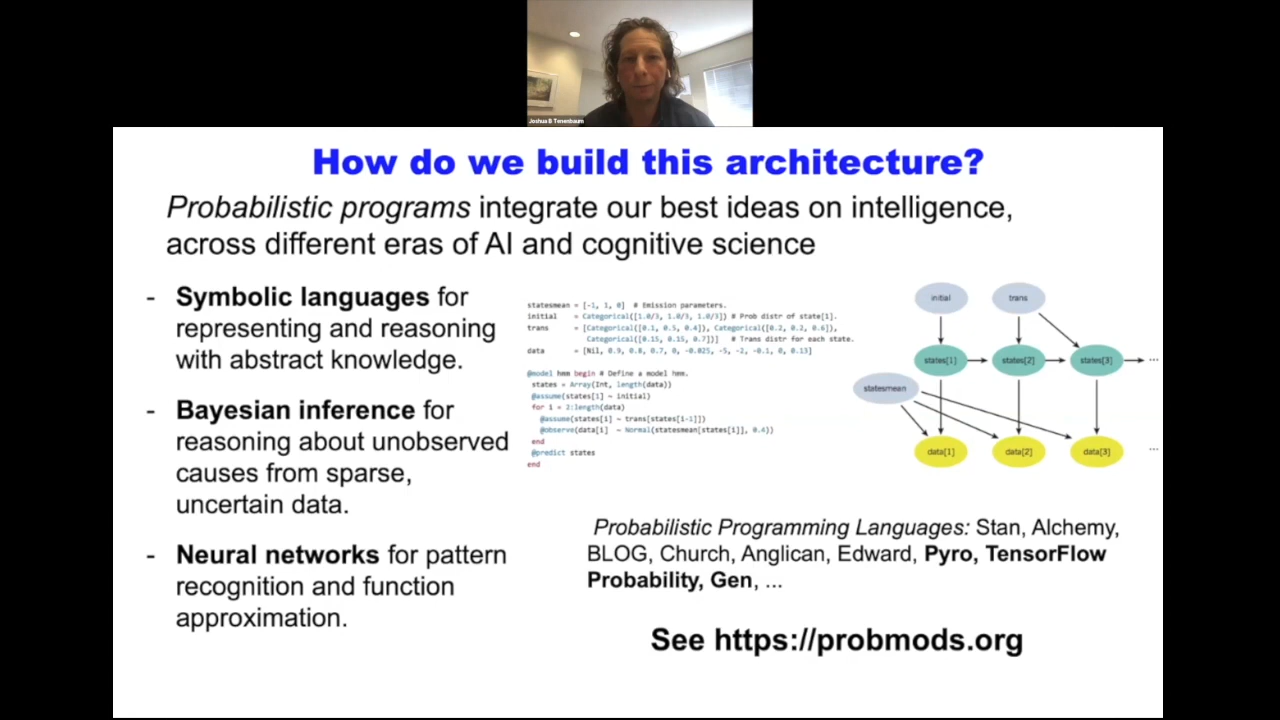 Joshua B Tenenbaum
How do we build this architecture?
Probabilistic programs integrate our best ideas on intelligence,
across different eras of AI and cognitive science
- Symbolic languages for
representing and reasoning
with abstract knowledge.
- Bayesian inference for
reasoning about unobserved
causes from sparse,
uncertain data.
- Neural networks for pattern
recognition and function
approximation.
statesmean = [-1, 1, 0] # Emission parameters.
initial = Categorical([1.0/3, 1.0/3, 1.0/3]) # Prob distr of state[1].
trans = [Categorical([0.1, 0.5, 0.4]), Categorical([0.2, 0.2, 0.6]),
Categorical([0.15, 0.15, 0.7])] # Trans distr for each state.
data = [Nil, 0.9, 0.8, 0.7, 0, -0.025, -5, -2, -0.1, 0, 0.13]
@model hmm begin # Define a model hmm.
states = Array(Int, length(data))
@assume(states[1] ~ initial)
for i = 2:length(data)
@assume(states[i] ~ trans[states[i-1]])
@observe(data[i] ~ Normal(statesmean[states[i]], 0.4))
end
@predict states
end
initial
trans
states[1]
states[2]
states[3]
...
statesmean
data[1]
data[2]
data[3]
...
Probabilistic Programming Languages: Stan, Alchemy,
BLOG, Church, Anglican, Edward, Pyro, TensorFlow
Probability, Gen, ...
See https://probmods.org